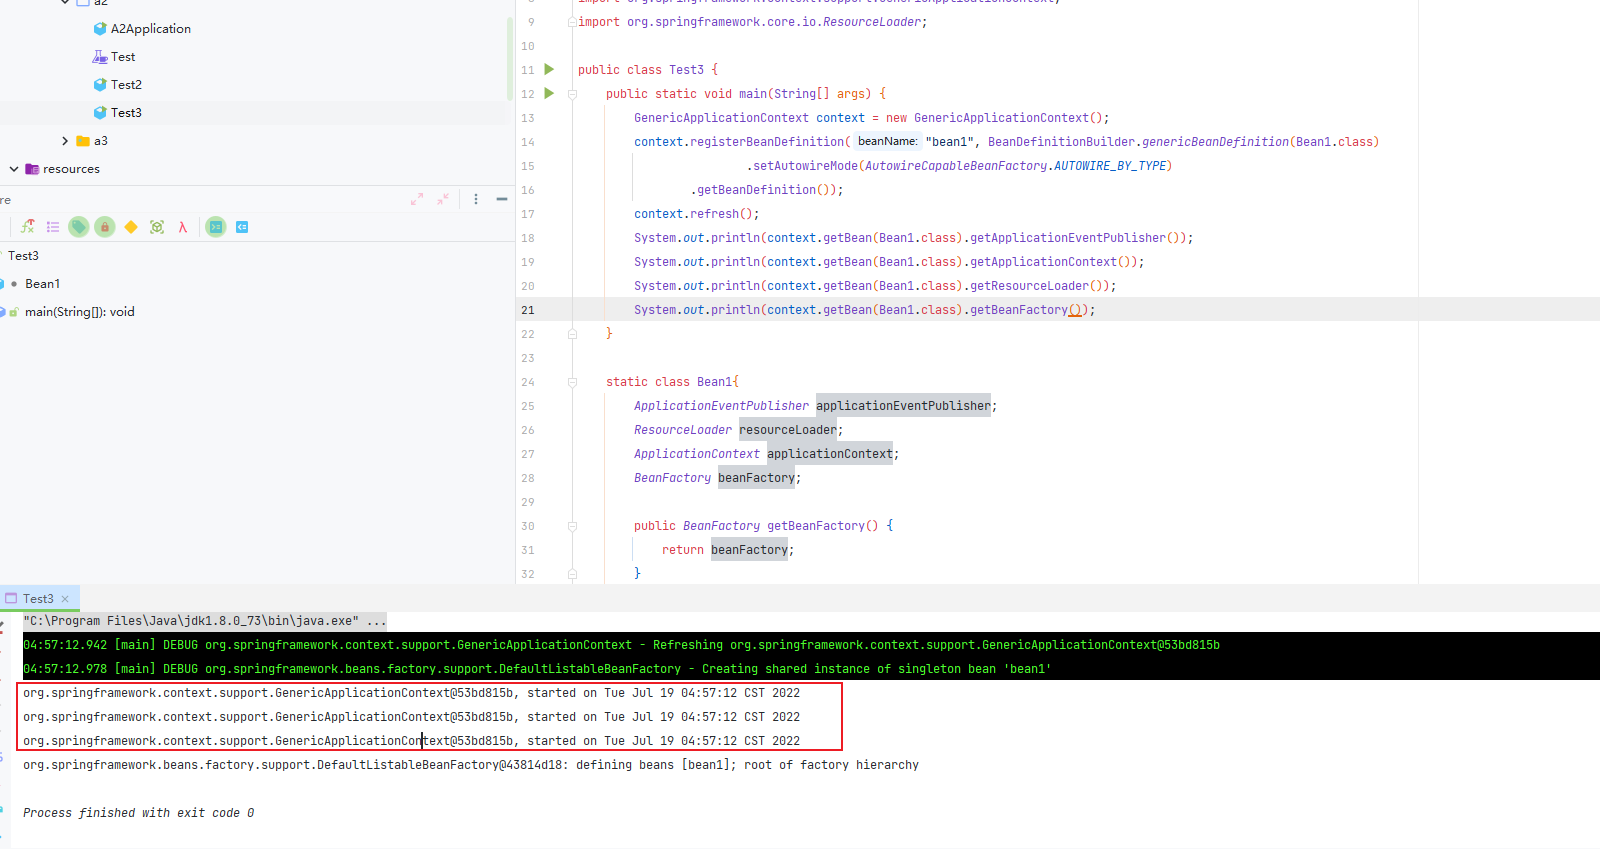 a2
A2Application
Test
Test2
Test3
a3
resources
re
Test3
Bean1
main(String[]): void
9 import org.springframework.core.io.ResourceLoader;
10
11 public class Test3 {
12 public static void main(String[] args) {
13 GenericApplicationContext context = new GenericApplicationContext();
14 context.registerBeanDefinition( beanName: "bean1", BeanDefinitionBuilder.genericBeanDefinition(Bean1.class)
15 .setAutowireMode(AutowireCapableBeanFactory.AUTOWIRE_BY_TYPE)
16 .getBeanDefinition());
17 context.refresh();
18 System.out.println(context.getBean(Bean1.class).getApplicationEventPublisher());
19 System.out.println(context.getBean(Bean1.class).getApplicationContext());
20 System.out.println(context.getBean(Bean1.class).getResourceLoader());
21 System.out.println(context.getBean(Bean1.class).getBeanFactory());
22 }
23
24 static class Bean1{
25 ApplicationEventPublisher applicationEventPublisher;
26 ResourceLoader resourceLoader;
27 ApplicationContext applicationContext;
28 BeanFactory beanFactory;
29
30 public BeanFactory getBeanFactory() {
31 return beanFactory;
32 }
Test3
"C:\Program Files\Java\jdk1.8.0_73\bin\java.exe" ...
04:57:12.942 [main] DEBUG org.springframework.context.support.GenericApplicationContext - Refreshing org.springframework.context.support.GenericApplicationContext@53bd815b
04:57:12.978 [main] DEBUG org.springframework.beans.factory.support.DefaultListableBeanFactory - Creating shared instance of singleton bean 'bean1'
org.springframework.context.support.GenericApplicationContext@53bd815b, started on Tue Jul 19 04:57:12 CST 2022
org.springframework.context.support.GenericApplicationContext@53bd815b, started on Tue Jul 19 04:57:12 CST 2022
org.springframework.context.support.GenericApplicationContext@53bd815b, started on Tue Jul 19 04:57:12 CST 2022
org.springframework.beans.factory.support.DefaultListableBeanFactory@43814d18: defining beans [bean1]; root of factory hierarchy
Process finished with exit code 0